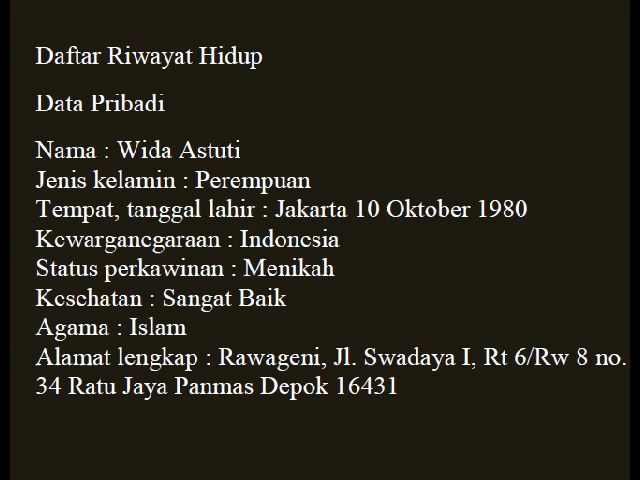 Daftar Riwayat Hidup
Data Pribadi
Nama : Wida Astuti
Jenis kelamin : Perempuan
Tempat, tanggal lahir : Jakarta 10 Oktober 1980
Kewarganegaraan : Indonesia
Status perkawinan : Menikah
Kesehatan : Sangat Baik
Agama : Islam
Alamat lengkap : Rawageni, Jl. Swadaya I, Rt 6/Rw 8 no.
34 Ratu Jaya Panmas Depok 16431